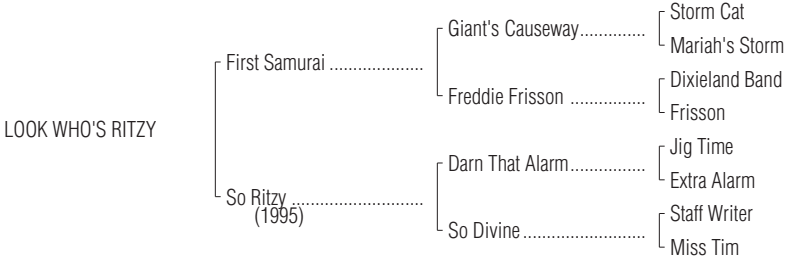 Storm Cat
Giant's Causeway..............
Mariah's Storm
First Samurai ....................
Dixieland Band
Freddie Frisson ................
Frisson
LOOK WHO'S RITZY
Jig Time
Darn That Alarm................
Extra Alarm
So Ritzy ............................
(1995)
Staff Writer
So Divine..........................
Miss Tim